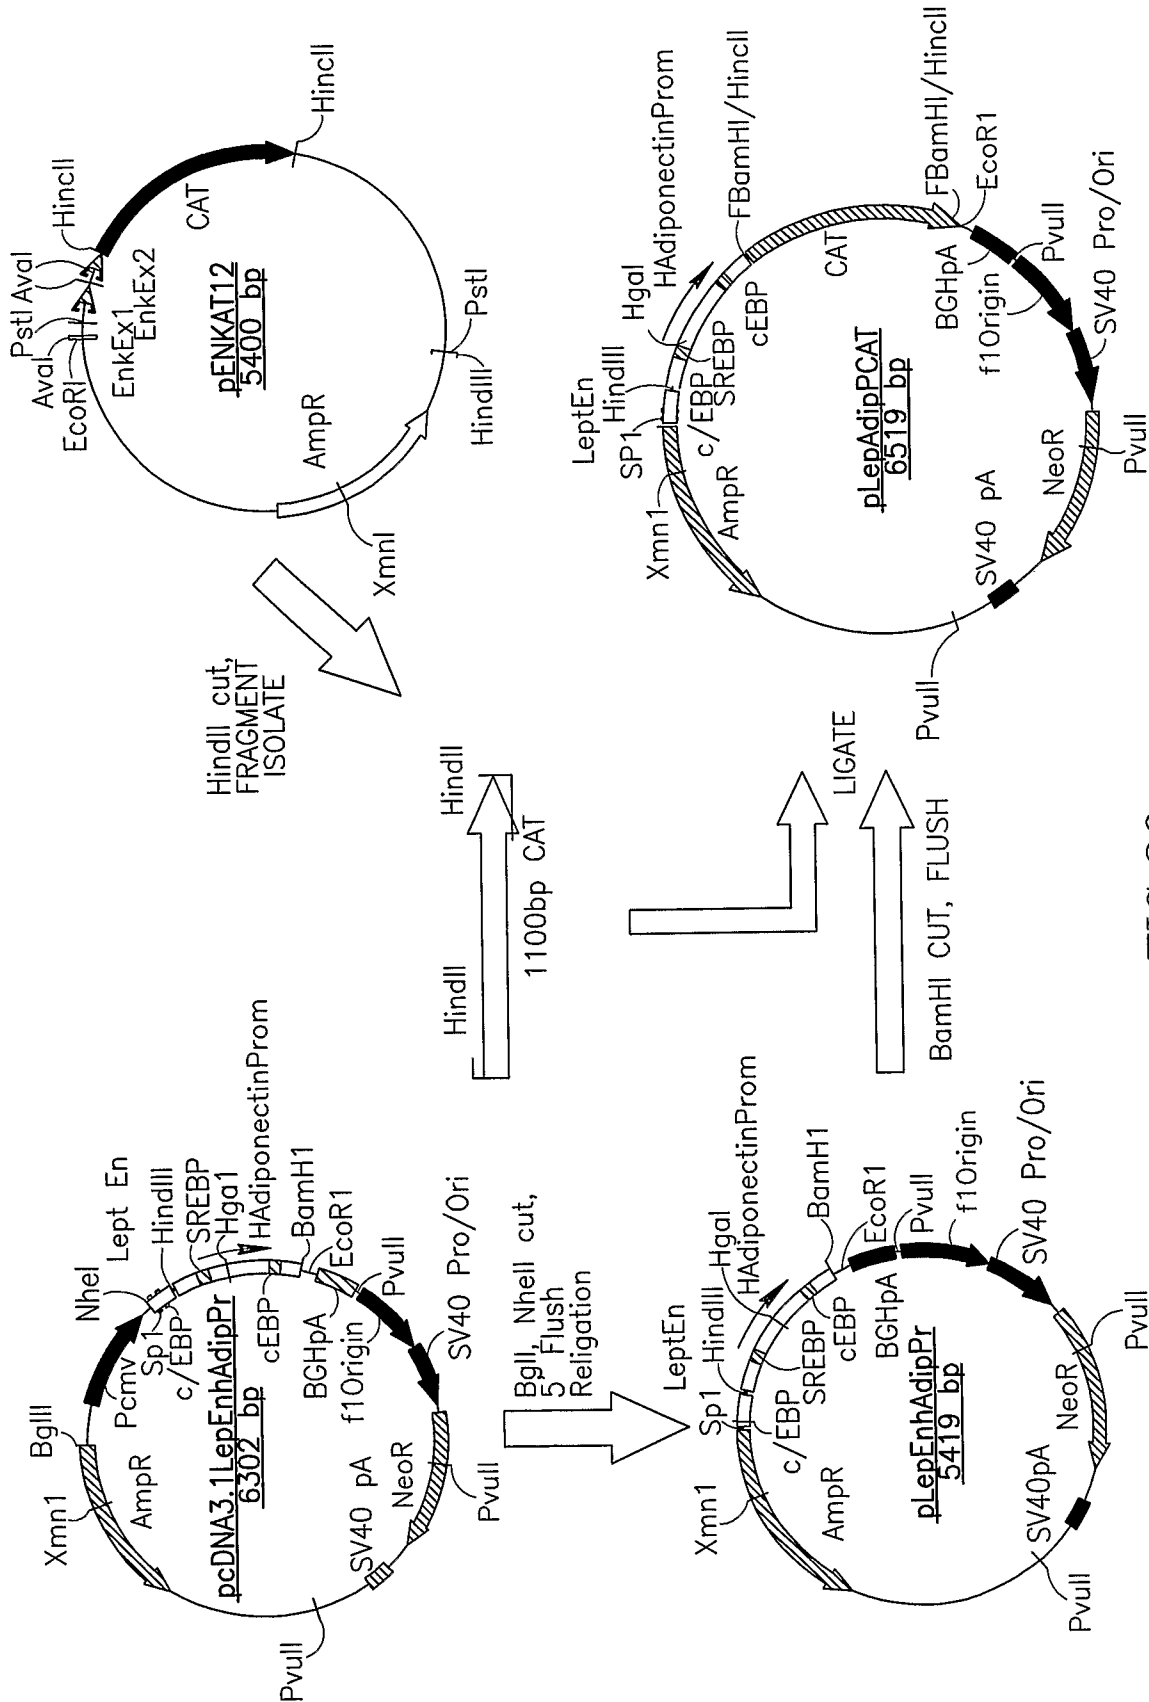 BglII
NheI
Lept En
Xmn1
Pcmv
Sp1
HindIII
c/EBP
SREBP
Hga1
AmpR
HAdiponectinProm
pcDNA3.1LepEnhAdipPr
6302 bp
cEBP
BamH1
EcoR1
BGHpA
PvuII
f1Origin
SV40 pA
SV40 Pro/Ori
NeoR
PvuII
PvuII
BglI, NheII cut,
5 Flush
Religation
LeptEn
Sp1
HindIII
HgaI
HAdiponectinProm
Xmn1
c/EBP
SREBP
cEBP
BamH1
AmpR
EcoR1
BGHpA
PvuII
f1Origin
pLepEnhAdipPr
5419 bp
SV40 Pro/Ori
SV40pA
NeoR
PvuII
PvuII
HindII cut,
FRAGMENT
ISOLATE
HindII
HindII
1100bp CAT
LIGATE
BamHI CUT, FLUSH
PstI
AvaI
AvaI
HincII
EcoRI
EnkEx1
EnkEx2
CAT
pENKAT12
5400 bp
HincII
AmpR
XmnI
PstI
HindIII
LeptEn
SP1
HindIII
HgaI
HAdiponectinProm
Xmn1
c/EBP
SREBP
cEBP
FBamHI/HincII
AmpR
CAT
pLepAdipPCAT
6519 bp
FBamHI/HincII
EcoR1
BGHpA
PvuII
f1Origin
SV40 Pro/Ori
SV40 pA
NeoR
PvuII
PvuII